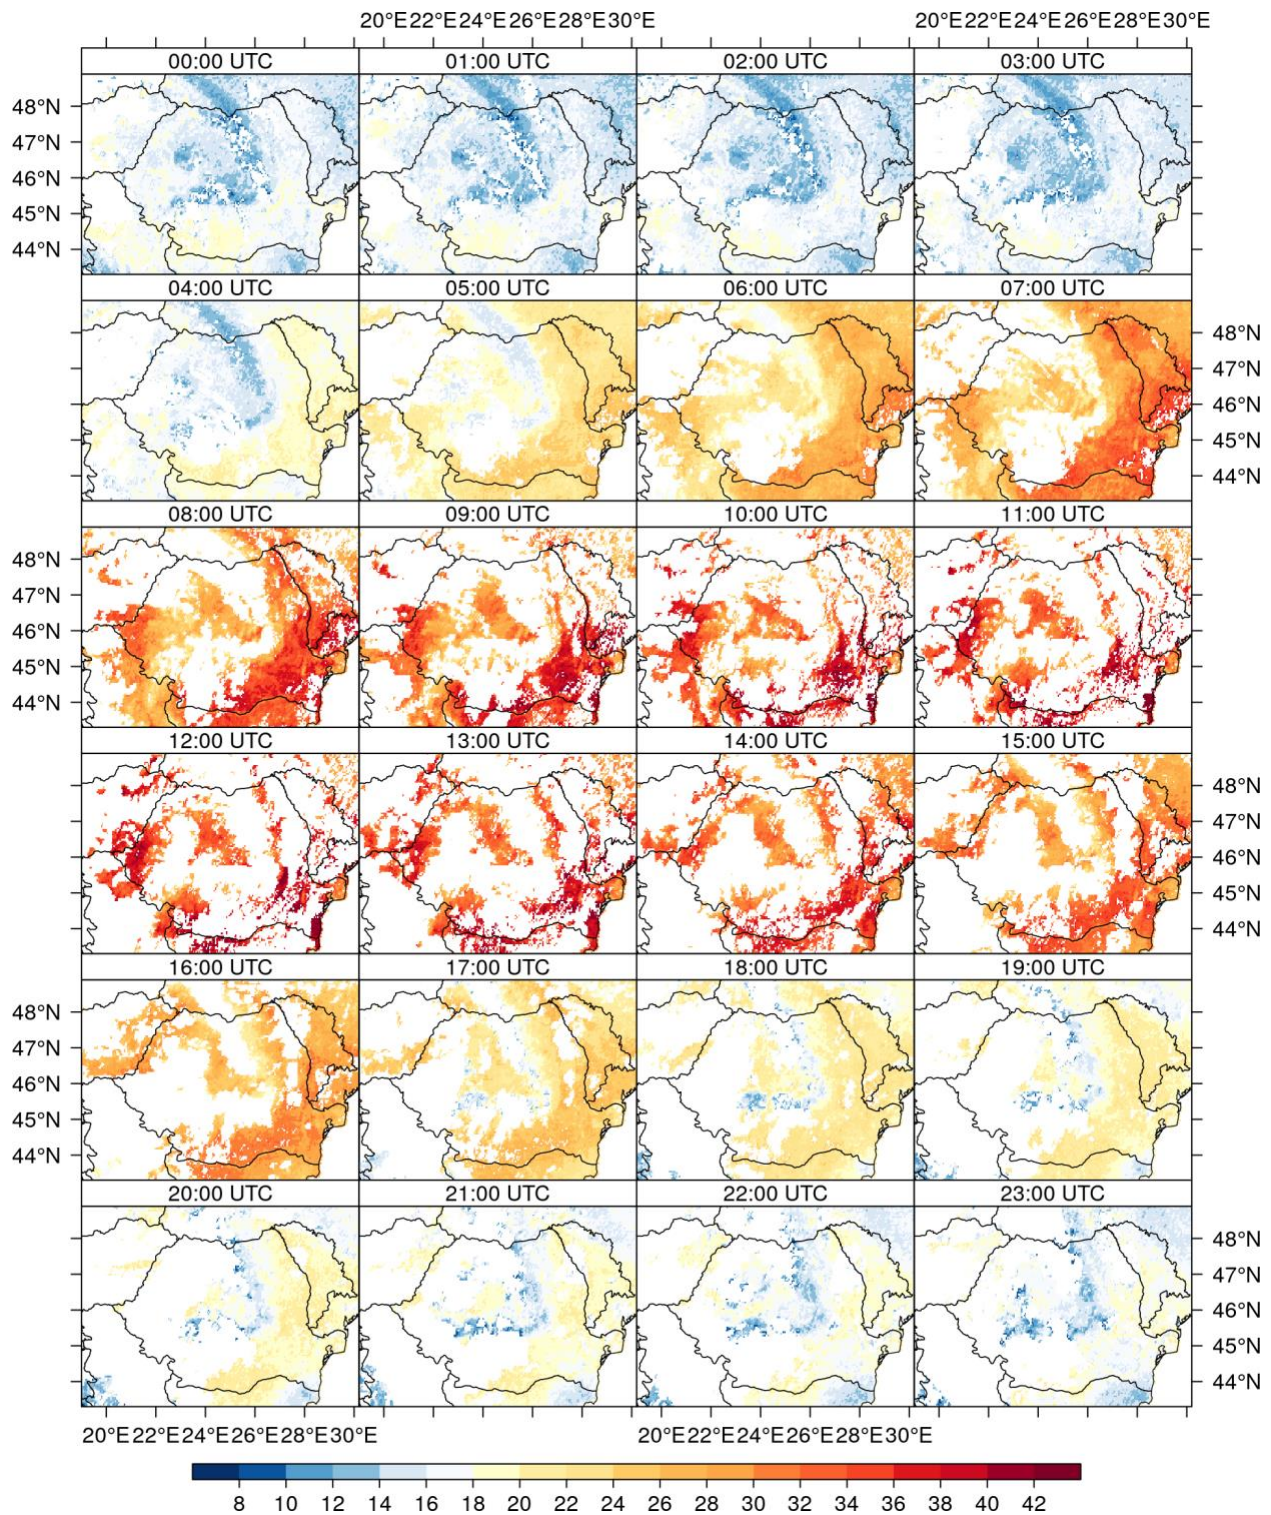 20°E22°E24°E26°E28°E30°E 20°E22°E24°E26°E28°E30°E
00:00 UTC 01:00 UTC 02:00 UTC 03:00 UTC
48°N
47°N
46°N
45°N
44°N
04:00 UTC 05:00 UTC 06:00 UTC 07:00 UTC
48°N
47°N
46°N
45°N
44°N
08:00 UTC 09:00 UTC 10:00 UTC 11:00 UTC
48°N
47°N
46°N
45°N
44°N
12:00 UTC 13:00 UTC 14:00 UTC 15:00 UTC
48°N
47°N
46°N
45°N
44°N
16:00 UTC 17:00 UTC 18:00 UTC 19:00 UTC
48°N
47°N
46°N
45°N
44°N
20:00 UTC 21:00 UTC 22:00 UTC 23:00 UTC
48°N
47°N
46°N
45°N
44°N
20°E22°E24°E26°E28°E30°E 20°E22°E24°E26°E28°E30°E
8 10 12 14 16 18 20 22 24 26 28 30 32 34 36 38 40 42